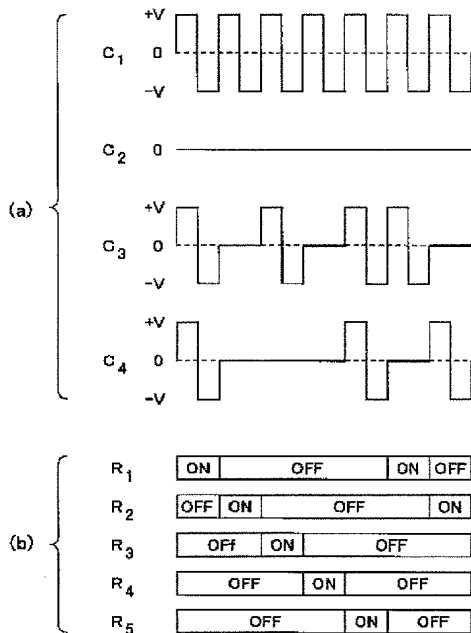 +V
C1 0
-V
C2 0
(a)
+V
C3 0
-V
+V
C4 0
-V
R1 ON OFF ON OFF
R2 OFF ON OFF ON
(b)
R3 OFf ON OFF
R4 OFF ON OFF
R5 OFF ON OFF